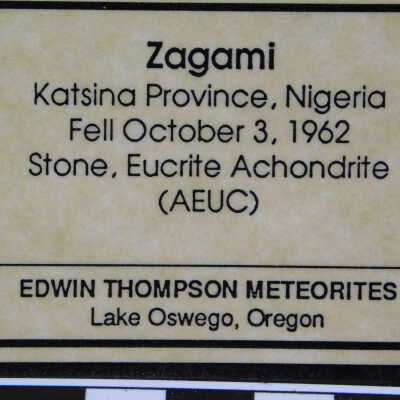 Zagami
Katsina Province, Nigeria
Fell October 3, 1962
Stone, Eucrite Achondrite
(AEUC)
EDWIN THOMPSON METEORITES
Lake Oswego, Oregon